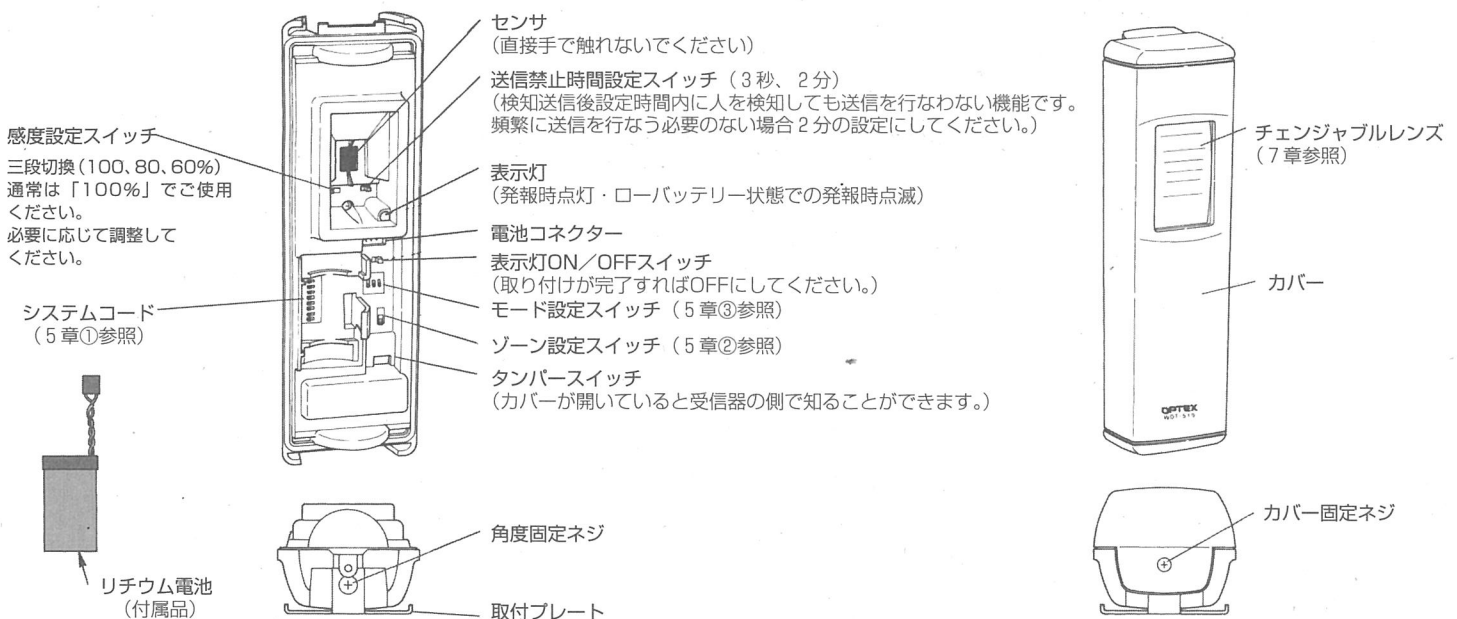 センサ
(直接手で触れないでください)
送信禁止時間設定スイッチ(3秒、2分)
(検知送信後設定時間内に人を検知しても送信を行なわない機能です。
頻繁に送信を行なう必要のない場合2分の設定にしてください。)
感度設定スイッチ
三段切換(100、80、60%)
通常は「100%」でご使用
ください。
必要に応じて調整して
ください。
表示灯
(発報時点灯・ローバッテリー状態での発報時点滅)
電池コネクター
表示灯ON/OFFスイッチ
(取り付けが完了すればOFFにしてください。)
モード設定スイッチ(5章③参照)
システムコード
(5章①参照)
ゾーン設定スイッチ(5章②参照)
タンパースイッチ
(カバーが開いていると受信器の側で知ることができます。)
リチウム電池
(付属品)
角度固定ネジ
取付プレート
チェンジャブルレンズ
(7章参照)
カバー
OPTEX
カバー固定ネジ